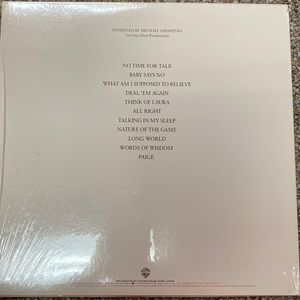 PRODUCED BY MICHAEL OMARTIAN
For Fee-Flow Productions
NO TIME FOR TALK
BABY SAYS NO
WHAT AM I SUPPOSED TO BELIEVE
DEAL 'EM AGAIN
THINK OF LAURA
ALL RIGHT
TALKING IN MY SLEEP
NATURE OF THE GAME
LONG WORLD
WORDS OF WISDOM
PAIGE